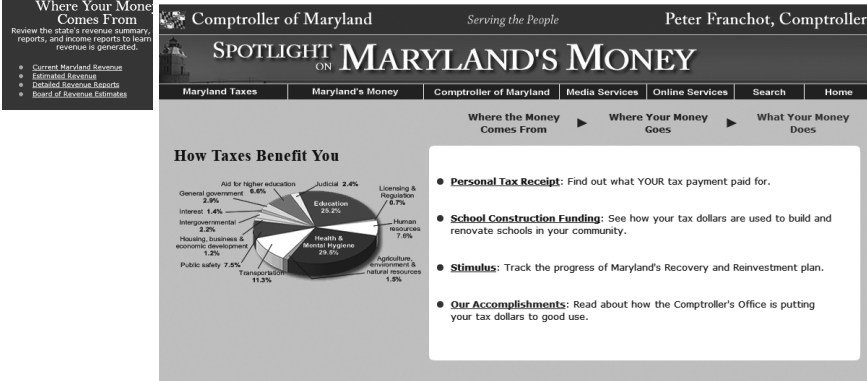 Where Your Money
Comes From
Review the state's revenue summary,
reports, and income reports to learn
revenue is generated.
Current Maryland Revenue
Estimated Revenue
Detailed Revenue Reports
Board of Revenue Estimates
Comptroller of Maryland
Serving the People
Peter Franchot, Comptroller
SPOTLIGHT ON MARYLAND'S MONEY
Maryland Taxes
Maryland's Money
Comptroller of Maryland
Media Services
Online Services
Search
Home
Where the Money
Comes From
Where Your Money
Goes
What Your Money
Does
How Taxes Benefit You
Judicial 2.4%
Aid for higher education
6.6%
General government
2.9%
Interest 1.4%
Intergovernmental
2.2%
Housing, business &
economic development
1.2%
Public safety 7.5%
Transportation
11.3%
Education
25.2%
Health &
Mental Hygiene
29.5%
Licensing &
Regulation
0.7%
Human
resources
7.6%
Agriculture,
environment &
natural resources
1.5%
Personal Tax Receipt: Find out what YOUR tax payment paid for.
School Construction Funding: See how your tax dollars are used to build and
renovate schools in your community.
Stimulus: Track the progress of Maryland's Recovery and Reinvestment plan.
Our Accomplishments: Read about how the Comptroller's Office is putting
your tax dollars to good use.